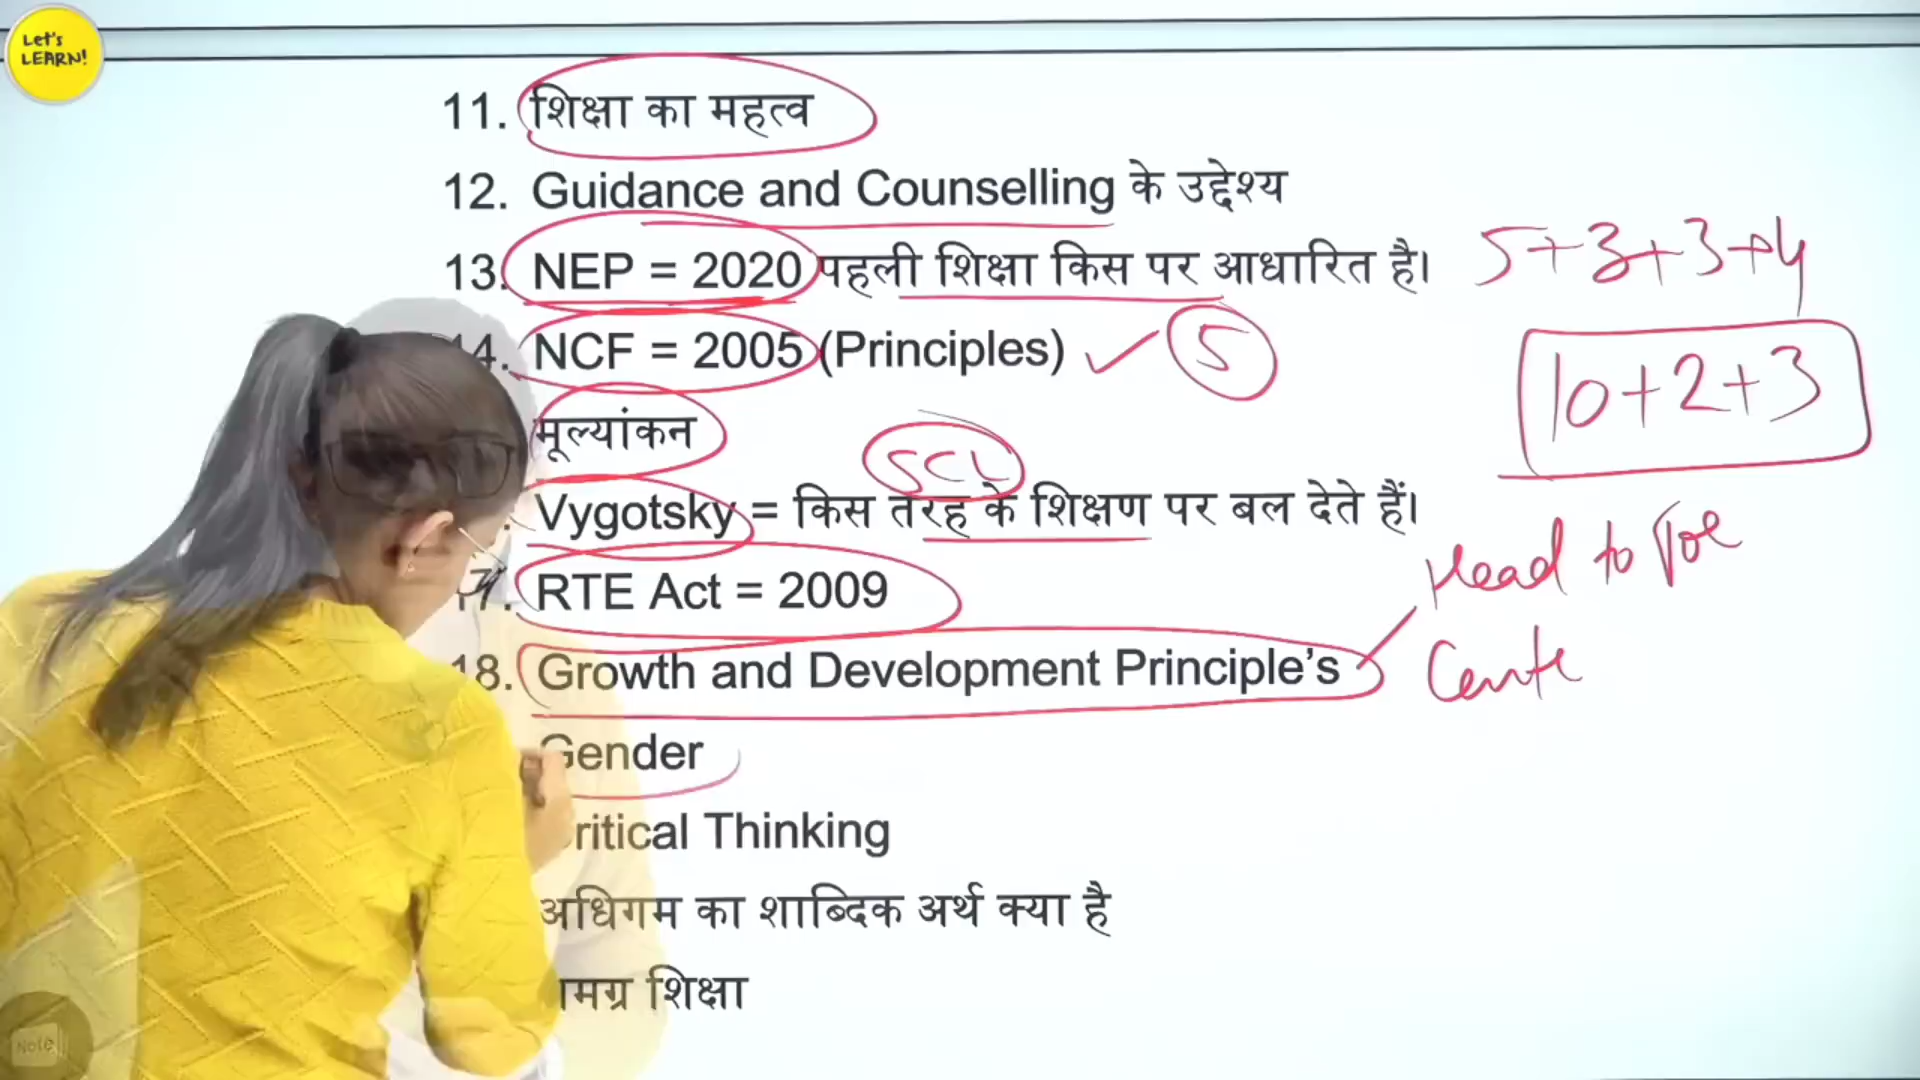 Let's
LEARN!
11. शिक्षा का महत्व
12. Guidance and Counselling के उद्देश्य
13. NEP = 2020 पहली शिक्षा किस पर आधारित है।
5+3+3+4
14. NCF = 2005 (Principles)
5
10+2+3
मूल्यांकन
SCL
Vygotsky = किस तरह के शिक्षण पर बल देते हैं।
Head to Toe
17. RTE Act = 2009
18. Growth and Development Principle's
Gender
Thinking
अधिगम का शाब्दिक अर्थ क्या है
शिक्षा
Note